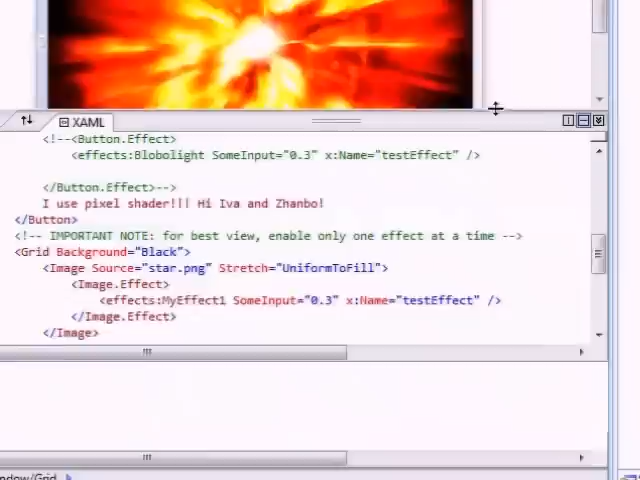 XAML
<!--<Button.Effect>
<effects:Blobolight SomeInput="0.3" x:Name="testEffect" />
</Button.Effect>-->
I use pixel shader!!! Hi Iva and Zhanbo!
</Button>
<!-- IMPORTANT NOTE: for best view, enable only one effect at a time -->
<Grid Background="Black">
<Image Source="star.png" Stretch="UniformToFill">
<Image.Effect>
<effects:MyEffect1 SomeInput="0.3" x:Name="testEffect" />
</Image.Effect>
</Image>
ndow/Grid